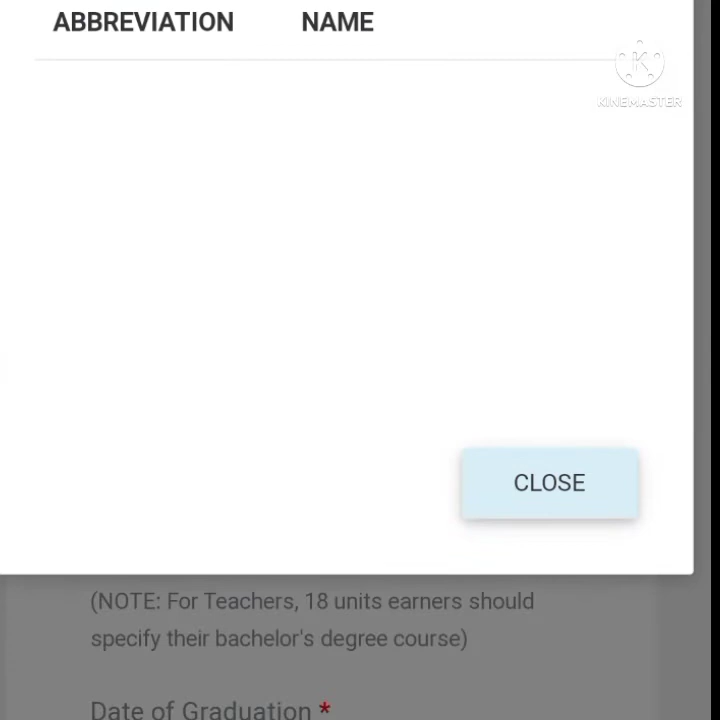 ABBREVIATION NAME
K
KINEMASTER
CLOSE
(NOTE: For Teachers, 18 units earners should
specify their bachelor's degree course)
Date of Graduation *